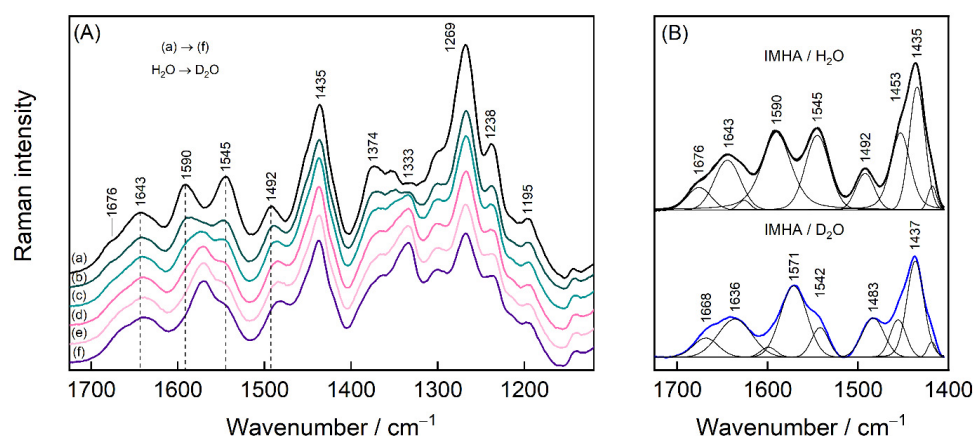 (A)
(a) → (f)
H₂O → D₂O
1676
1643
1590
1545
1492
1435
1374
1333
1269
1238
1195
(a)
(b)
(c)
(d)
(e)
(f)
Raman intensity
1700 1600 1500 1400 1300 1200
Wavenumber / cm⁻¹
(B)
IMHA / H₂O
1676
1643
1590
1545
1492
1453
1435
IMHA / D₂O
1668
1636
1571
1542
1483
1437
1700 1600 1500 1400
Wavenumber / cm⁻¹